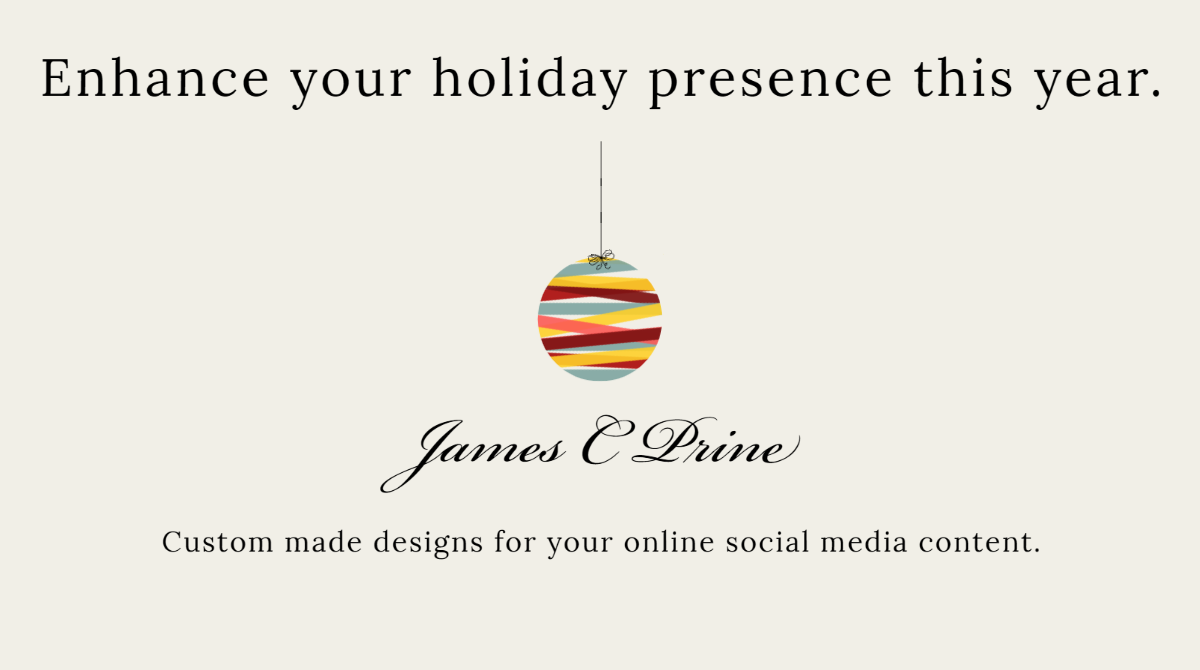 Enhance your holiday presence this year.
James C Prine
Custom made designs for your online social media content.